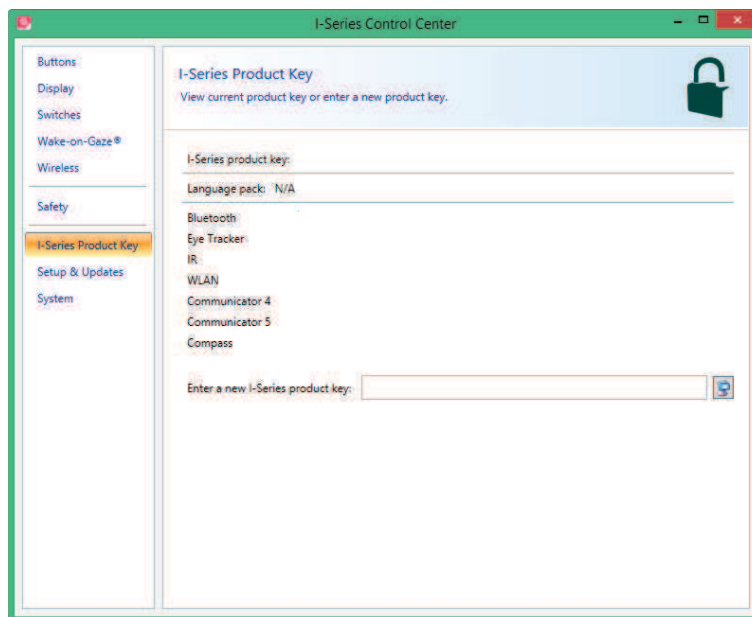 I-Series Control Center
Buttons
Display
Switches
Wake-on-Gaze®
Wireless
Safety
I-Series Product Key
Setup & Updates
System
I-Series Product Key
View current product key or enter a new product key.
I-Series product key:
Language pack: N/A
Bluetooth
Eye Tracker
IR
WLAN
Communicator 4
Communicator 5
Compass
Enter a new I-Series product key: